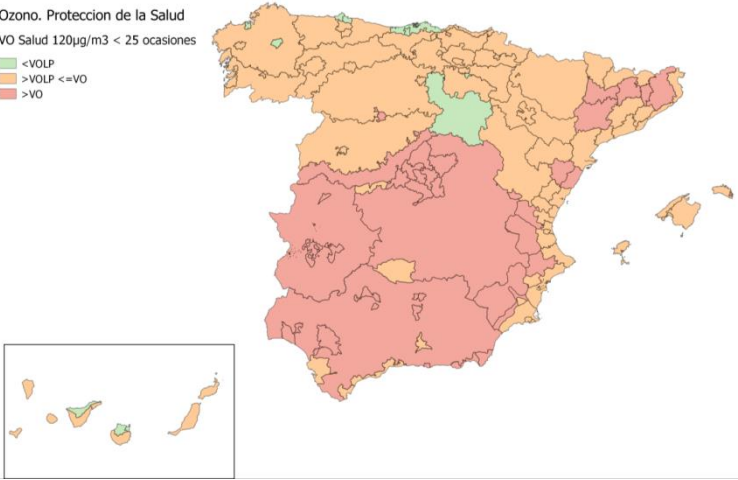 Ozono. Proteccion de la Salud
VO Salud 120µg/m3 < 25 ocasiones
<VOLP
>VOLP <=VO
>VO